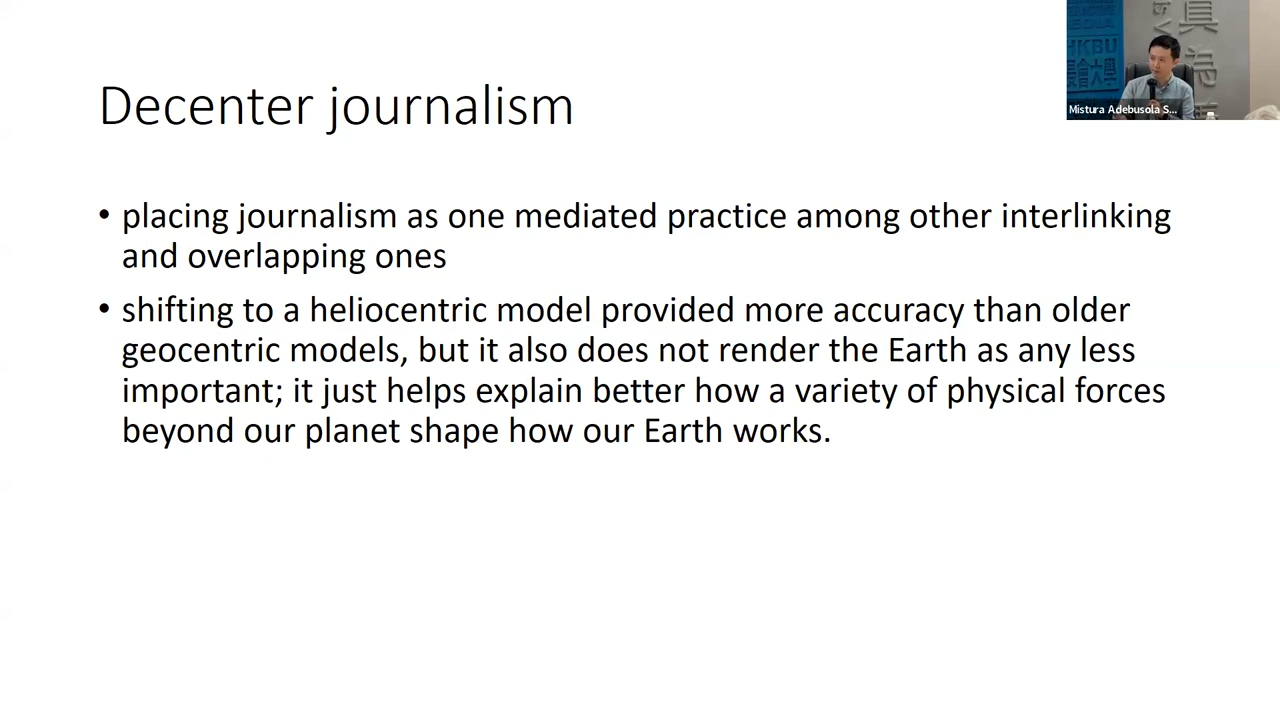 Decenter journalism
• placing journalism as one mediated practice among other interlinking
and overlapping ones
• shifting to a heliocentric model provided more accuracy than older
geocentric models, but it also does not render the Earth as any less
important; it just helps explain better how a variety of physical forces
beyond our planet shape how our Earth works.
HKBU
Mistura Adebusola S...